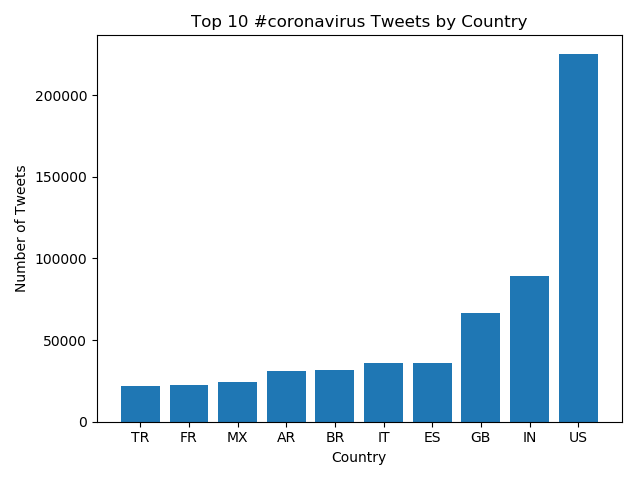 Top 10 #coronavirus Tweets by Country
Number of Tweets
200000
150000
100000
50000
0
TR FR MX AR BR IT ES GB IN US
Country